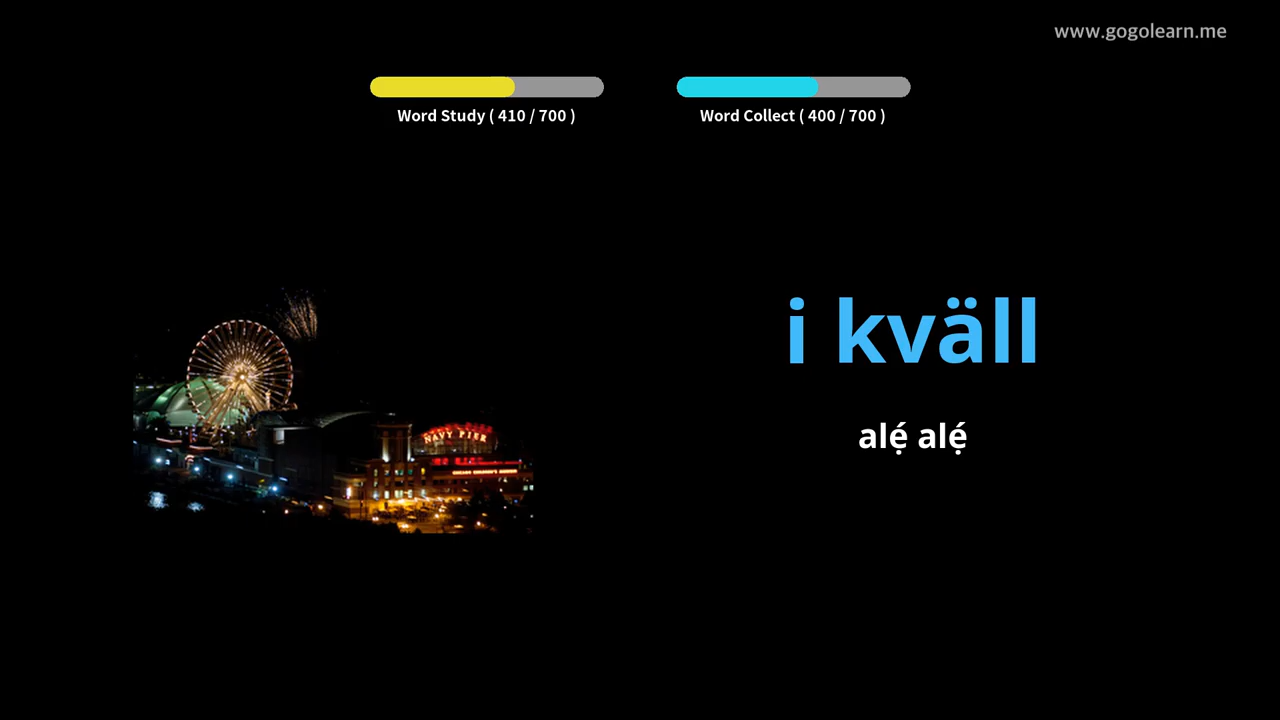 www.gogolearn.me
Word Study ( 410 / 700 )
Word Collect ( 400 / 700 )
i kväll
alẹ́ alẹ́
NAVY PIER